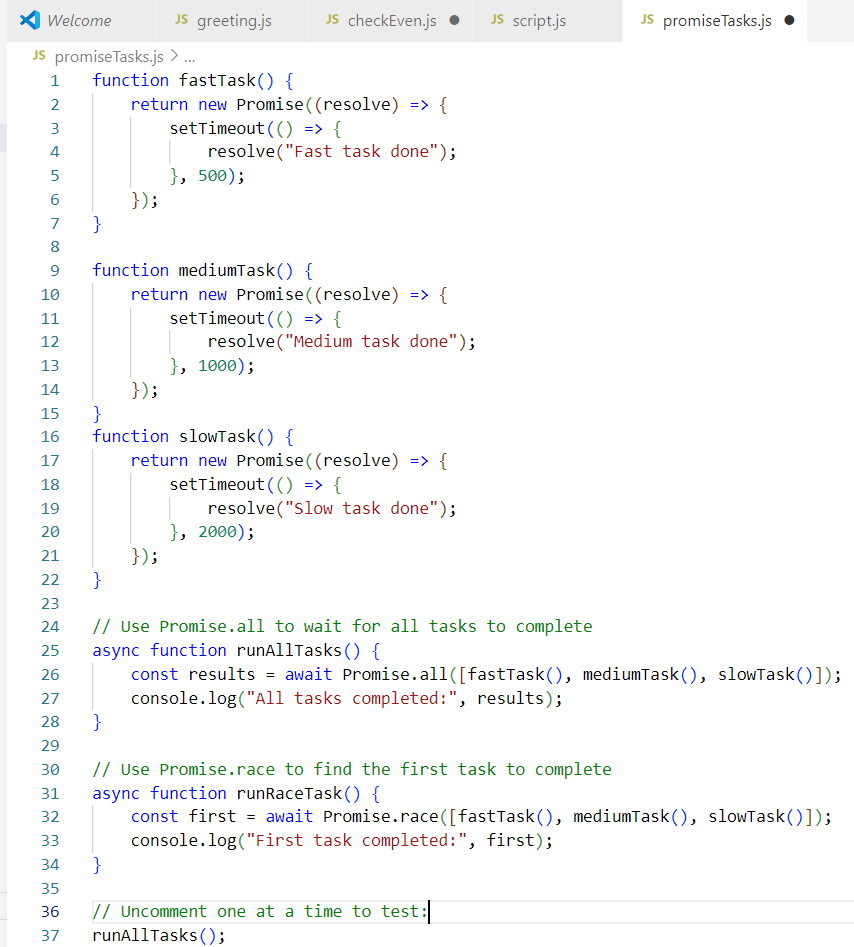 Welcome JS greeting.js JS checkEven.js ● JS script.js JS promiseTasks.js ●
JS promiseTasks.js > ...
1 function fastTask() {
2     return new Promise((resolve) => {
3         setTimeout(() => {
4             resolve("Fast task done");
5         }, 500);
6     });
7 }
8
9 function mediumTask() {
10     return new Promise((resolve) => {
11         setTimeout(() => {
12             resolve("Medium task done");
13         }, 1000);
14     });
15 }
16 function slowTask() {
17     return new Promise((resolve) => {
18         setTimeout(() => {
19             resolve("Slow task done");
20         }, 2000);
21     });
22 }
23
24 // Use Promise.all to wait for all tasks to complete
25 async function runAllTasks() {
26     const results = await Promise.all([fastTask(), mediumTask(), slowTask()]);
27     console.log("All tasks completed:", results);
28 }
29
30 // Use Promise.race to find the first task to complete
31 async function runRaceTask() {
32     const first = await Promise.race([fastTask(), mediumTask(), slowTask()]);
33     console.log("First task completed:", first);
34 }
35
36 // Uncomment one at a time to test:
37 runAllTasks();